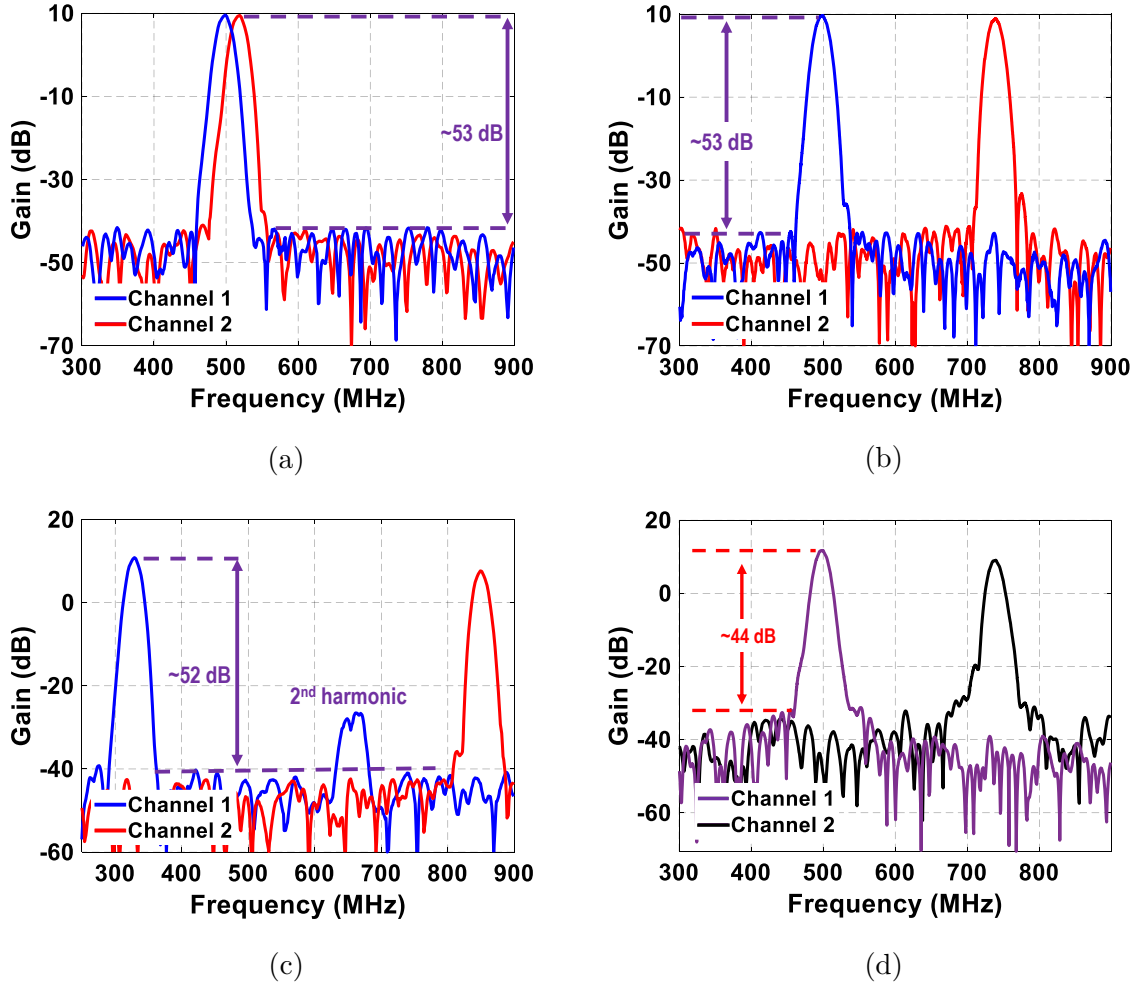 10
-10
-30
-50
-70
Gain (dB)
~53 dB
Channel 1
Channel 2
300 400 500 600 700 800 900
Frequency (MHz)
(a)
10
-10
-30
-50
-70
Gain (dB)
~53 dB
Channel 1
Channel 2
300 400 500 600 700 800 900
Frequency (MHz)
(b)
20
0
-20
-40
-60
Gain (dB)
~52 dB
2nd harmonic
Channel 1
Channel 2
300 400 500 600 700 800 900
Frequency (MHz)
(c)
20
0
-20
-40
-60
Gain (dB)
~44 dB
Channel 1
Channel 2
300 400 500 600 700 800
Frequency (MHz)
(d)